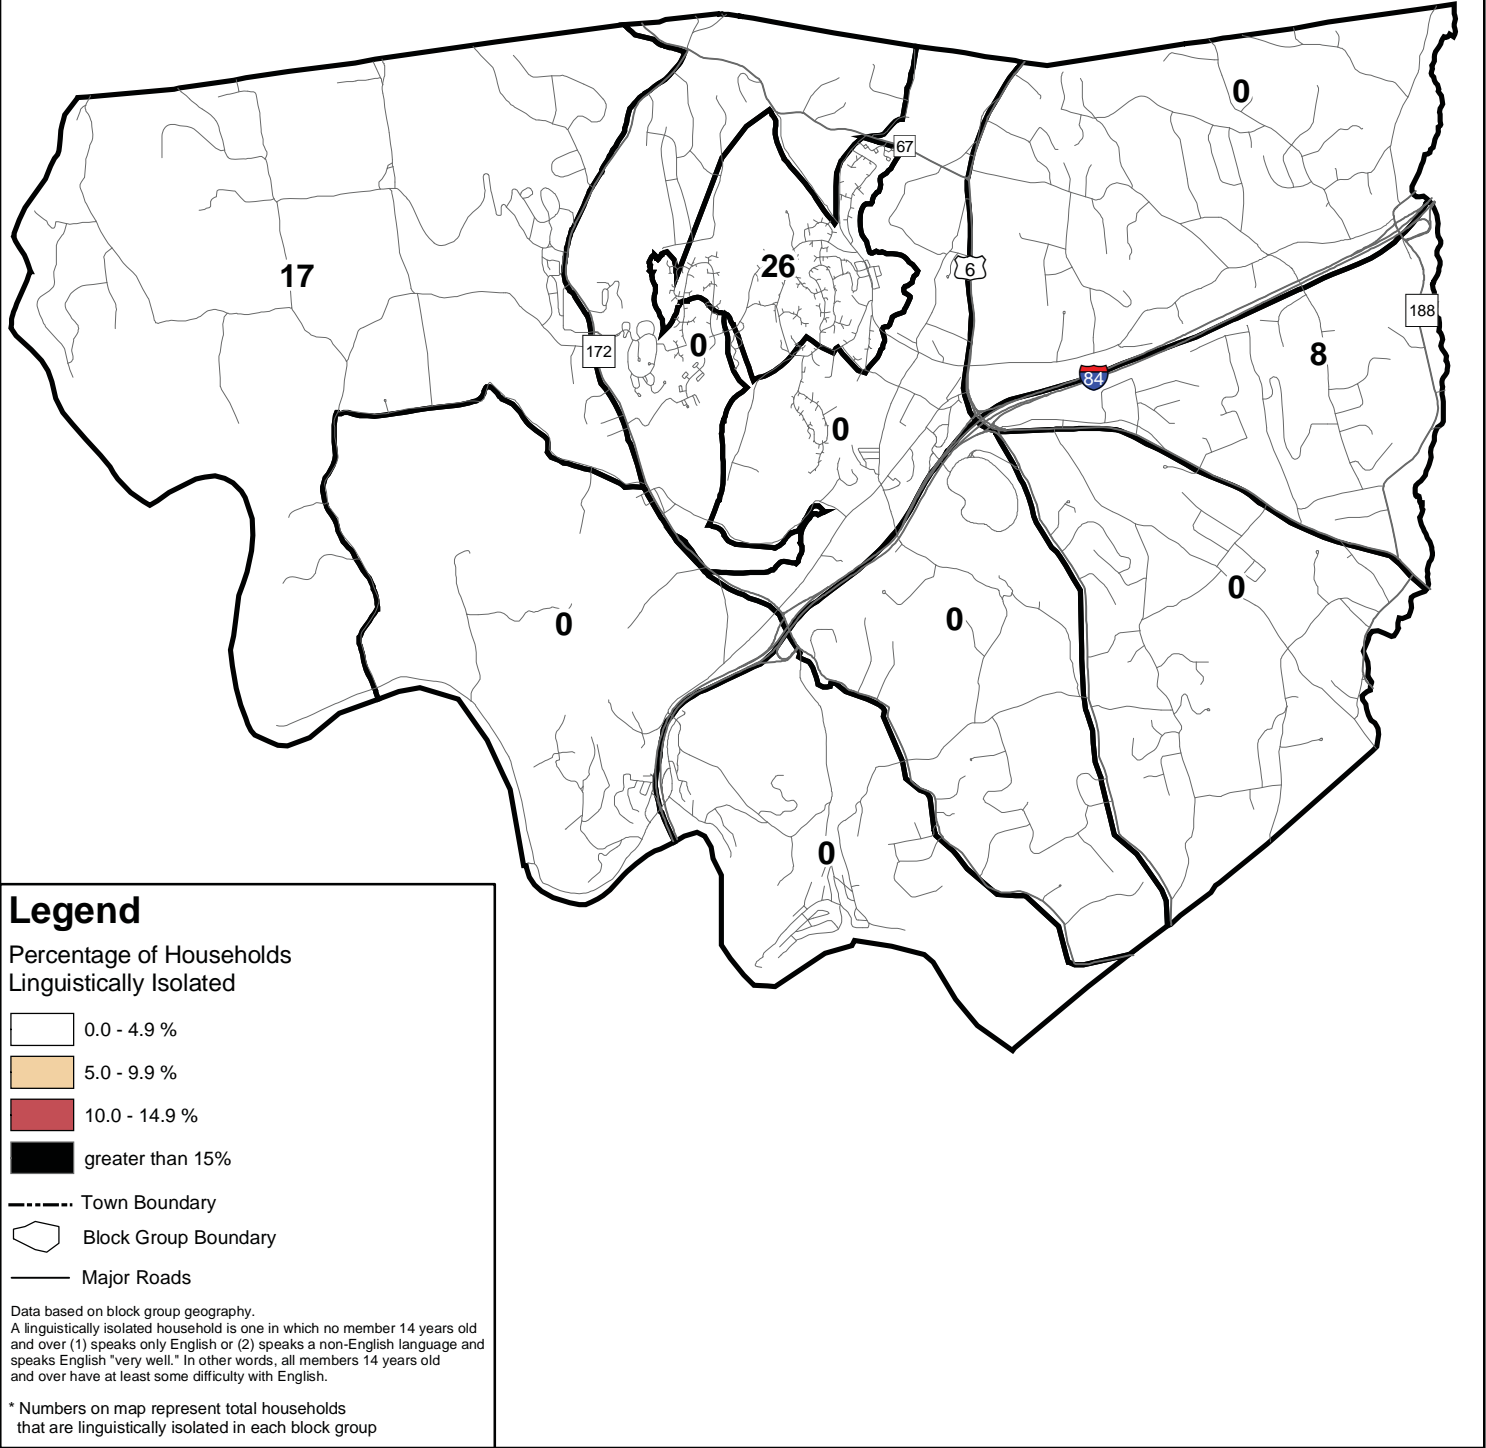 0
67
17
26
6
188
172
0
84
8
0
0
0
0
0
Legend
Percentage of Households
Linguistically Isolated
0.0 - 4.9 %
5.0 - 9.9 %
10.0 - 14.9 %
greater than 15%
Town Boundary
Block Group Boundary
Major Roads
Data based on block group geography.
A linguistically isolated household is one in which no member 14 years old
and over (1) speaks only English or (2) speaks a non-English language and
speaks English "very well." In other words, all members 14 years old
and over have at least some difficulty with English.
* Numbers on map represent total households
that are linguistically isolated in each block group